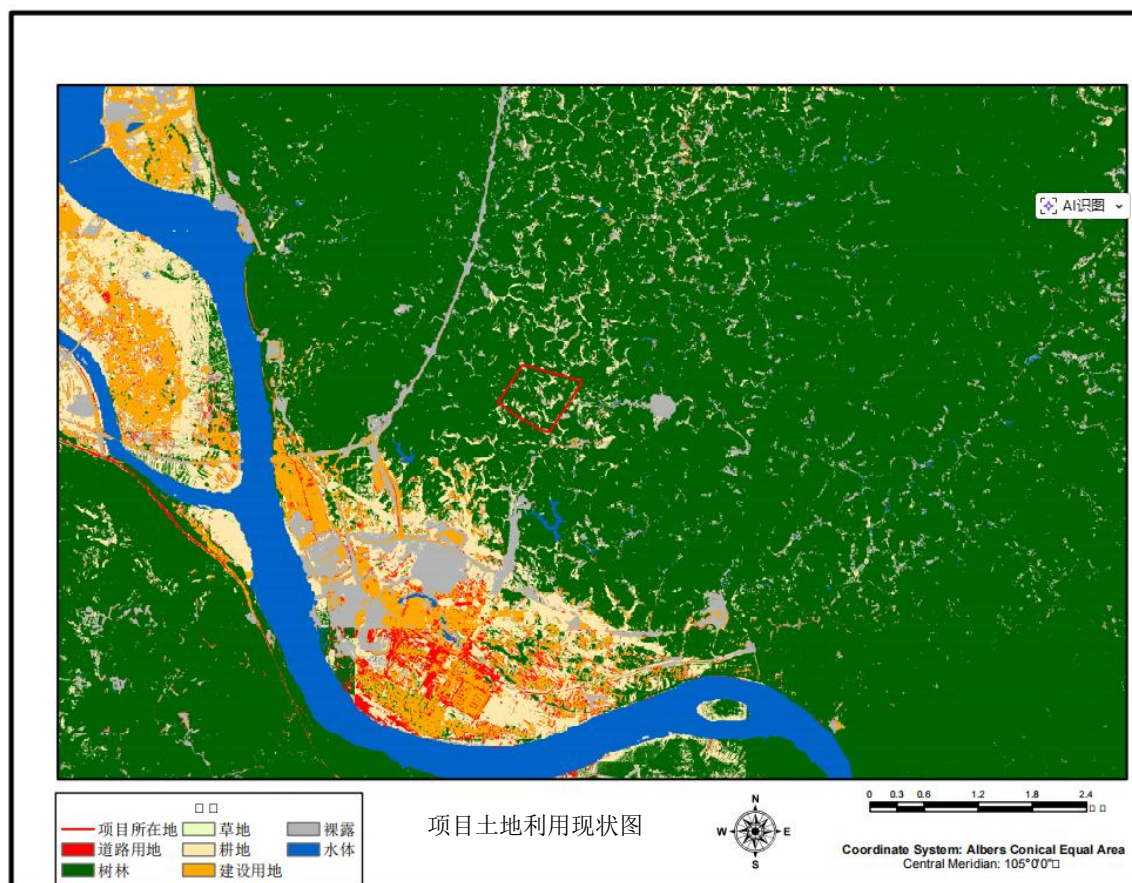 AI识图
□ □
项目所在地 草地 裸露
道路用地 耕地 水体
树林 建设用地
项目土地利用现状图
N
W E
S
0 0.3 0.6 1.2 1.8 2.4
□ □
Coordinate System: Albers Conical Equal Area
Central Meridian: 105°0'0"□